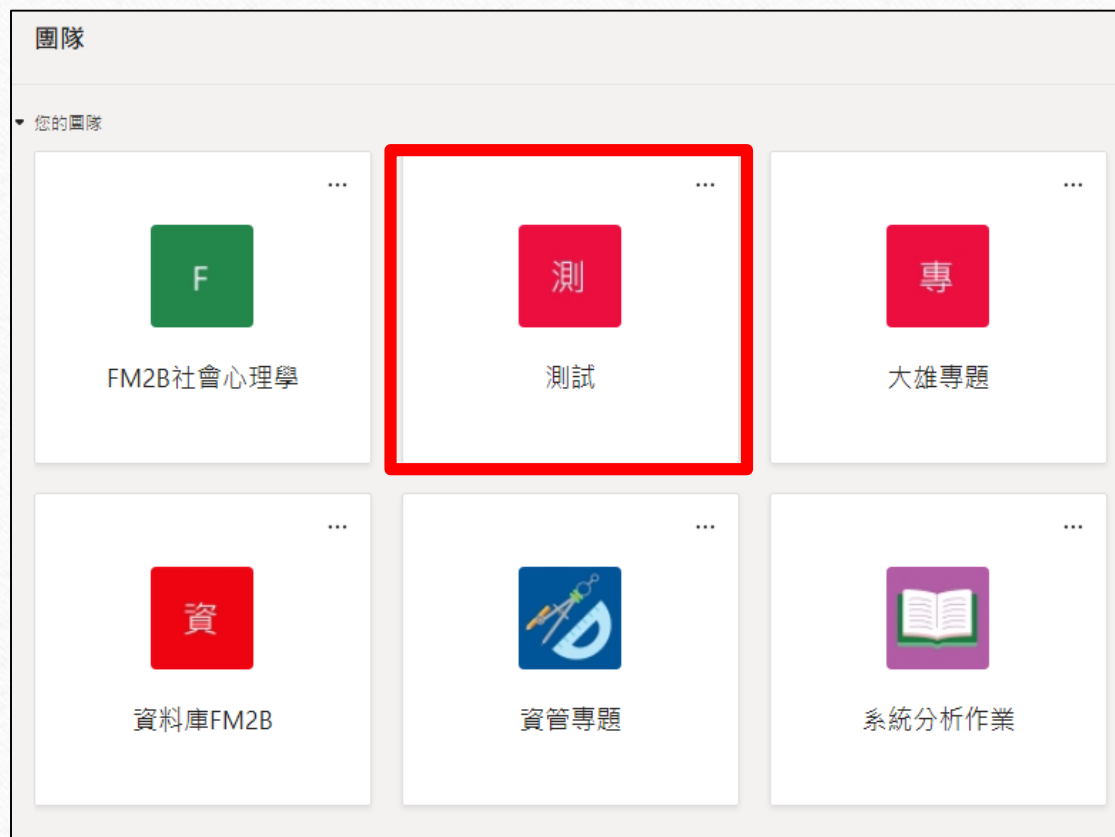 團隊
您的團隊
...
...
...
F
測
專
FM2B社會心理學
測試
大雄專題
...
...
...
資
資料庫FM2B
資管專題
系統分析作業